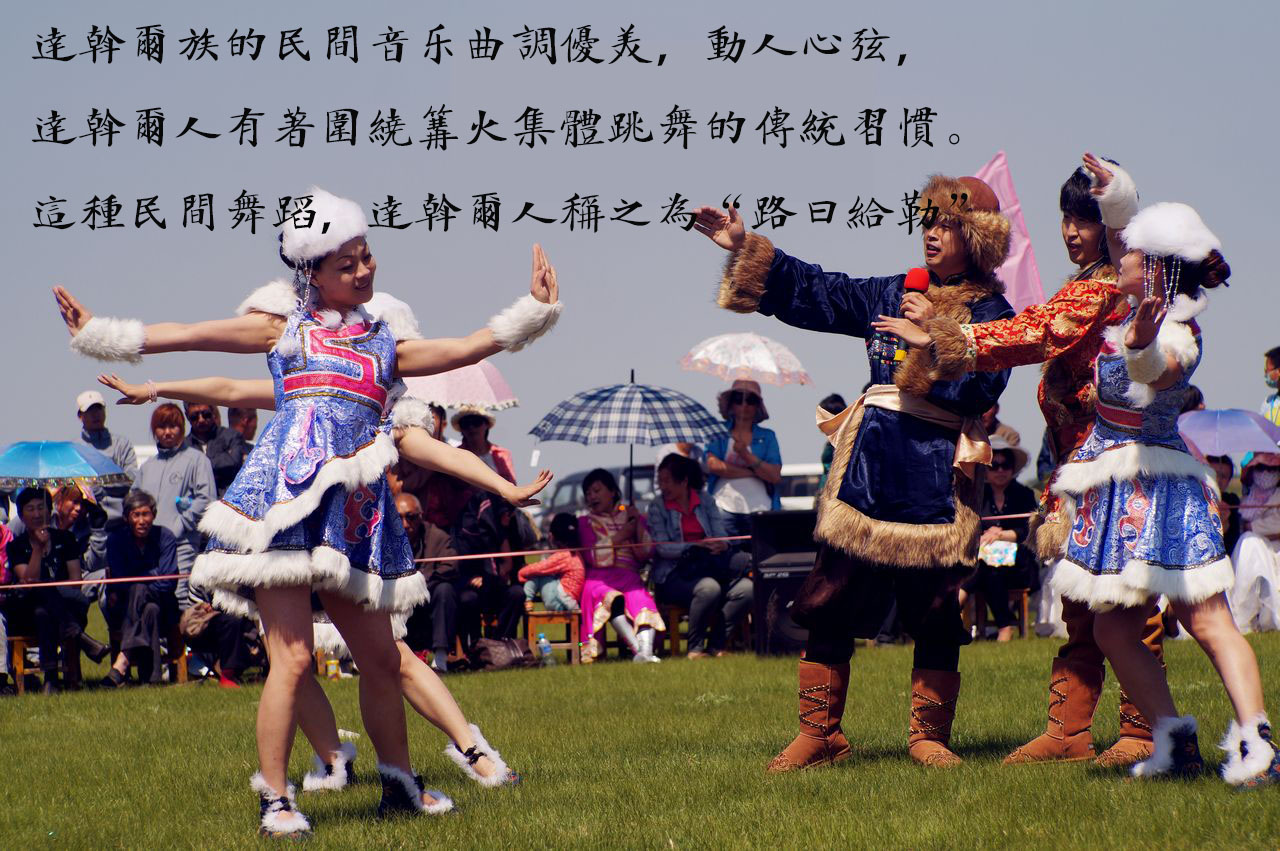 達斡爾族的民間音乐曲調優美，動人心弦，
達斡爾人有著圍繞篝火集體跳舞的傳統習慣。
這種民間舞蹈，達斡爾人稱之為“路日給勒”